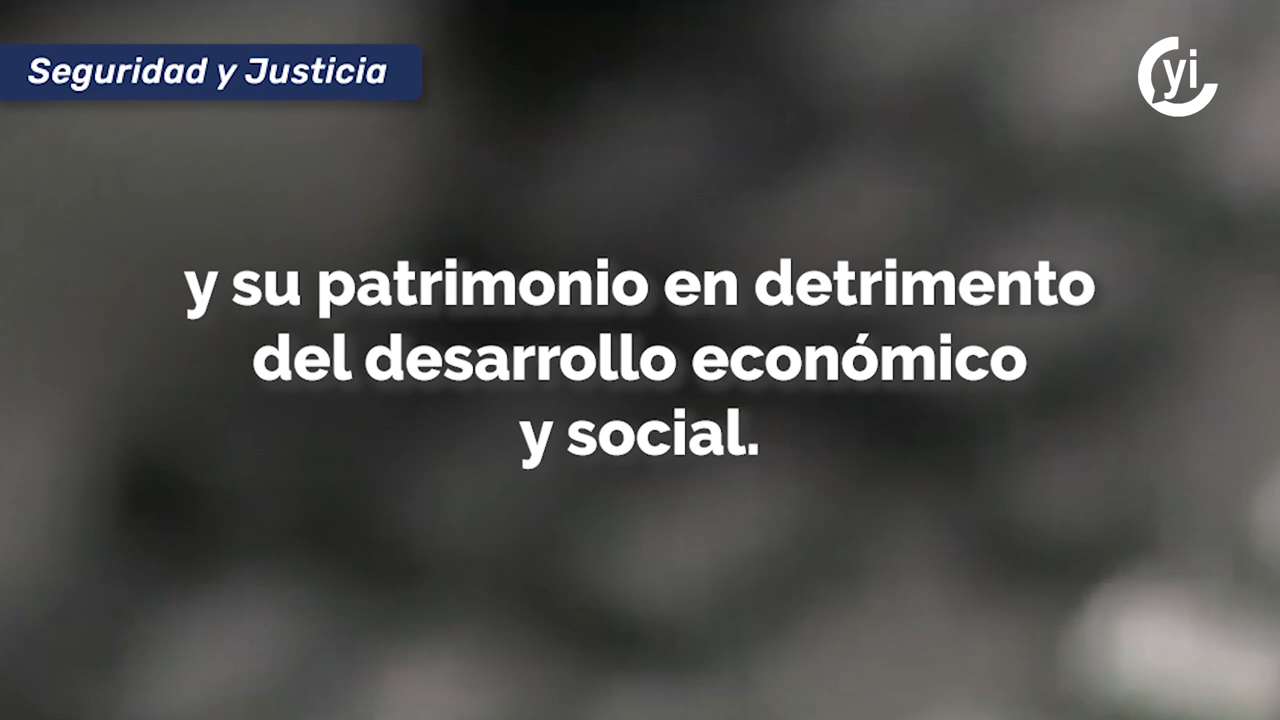 Seguridad y Justicia
yi
y su patrimonio en detrimento
del desarrollo económico
y social.